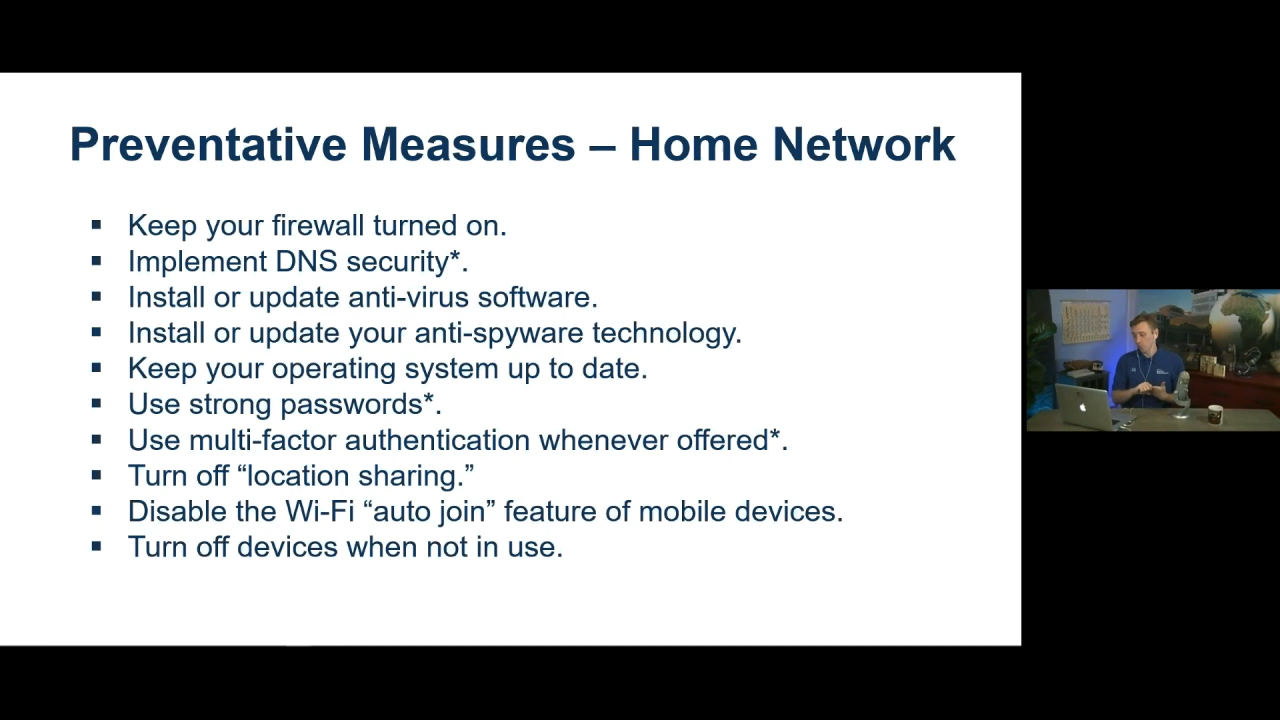 Preventative Measures – Home Network
▪ Keep your firewall turned on.
▪ Implement DNS security*.
▪ Install or update anti-virus software.
▪ Install or update your anti-spyware technology.
▪ Keep your operating system up to date.
▪ Use strong passwords*.
▪ Use multi-factor authentication whenever offered*.
▪ Turn off “location sharing.”
▪ Disable the Wi-Fi “auto join” feature of mobile devices.
▪ Turn off devices when not in use.